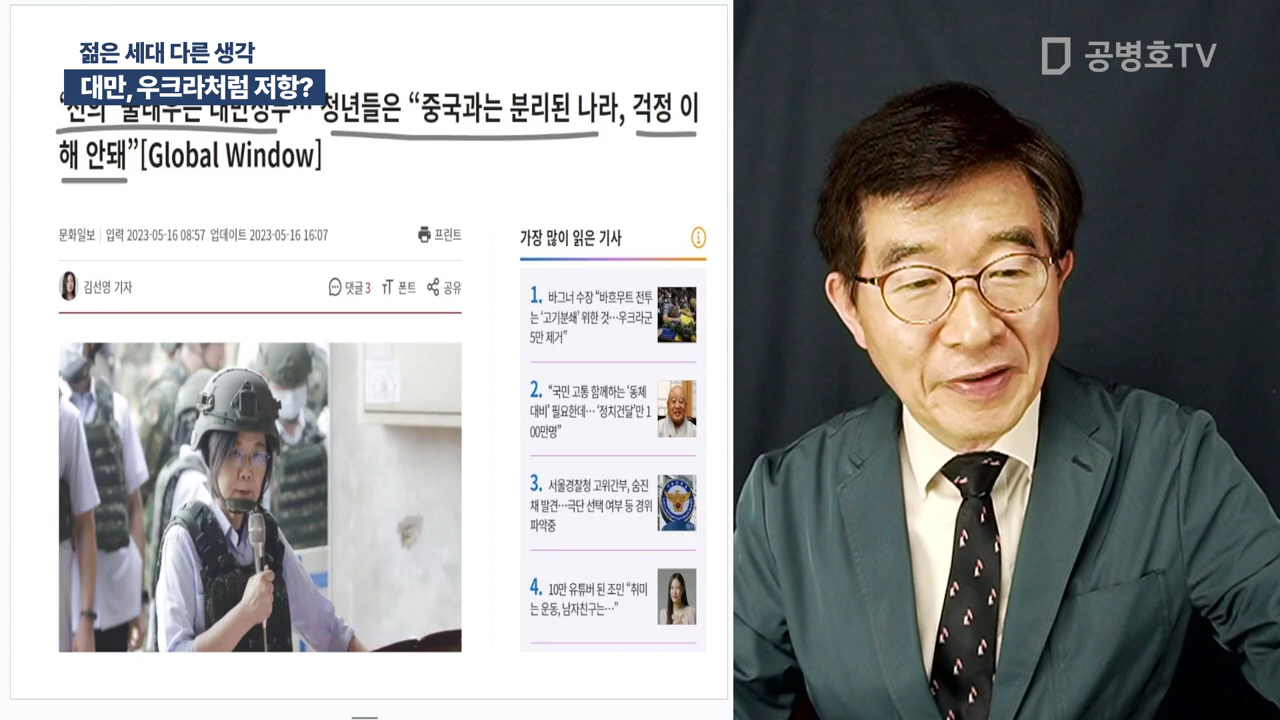 젊은 세대 다른 생각
대만, 우크라처럼 저항?
청년들은 “중국과는 분리된 나라, 걱정 이
해 안돼”[Global Window]
문화일보 입력 2023-05-16 08:57 업데이트 2023-05-16 16:07
프린트
김선영 기자
댓글 3 폰트 공유
가장 많이 읽은 기사
1. 바그너 수장 “바흐무트 전투
는 ‘고기분쇄’ 위한 것…우크라군
5만 제거”
2. “국민 고통 함께하는 ‘동체
대비’ 필요한데… ‘정치건달’만 1
00만명”
3. 서울경찰청 고위간부, 숨진
채 발견…극단 선택 여부 등 경위
파악중
4. 10만 유튜버 된 조민 “취미
는 운동, 남자친구는…”
공병호TV